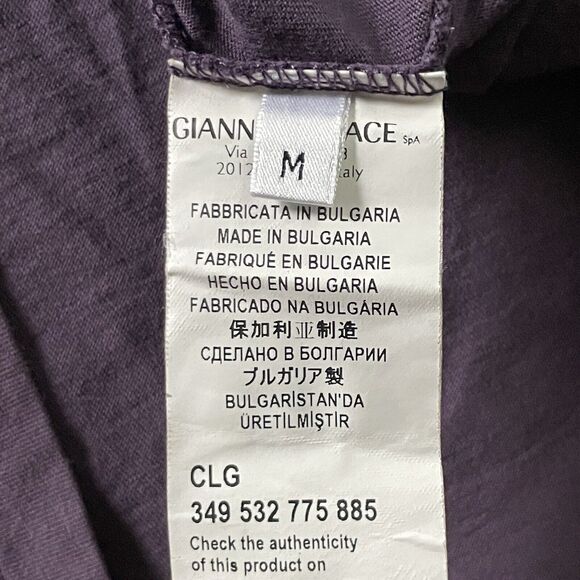 GIANN ACE SpA
M
Via
2012 aly
FABBRICATA IN BULGARIA
MADE IN BULGARIA
FABRIQUÉ EN BULGARIE
HECHO EN BULGARIA
FABRICADO NA BULGÁRIA
保加利亚制造
СДЕЛАНО В БОЛГАРИИ
ブルガリア製
BULGARİSTAN'DA
ÜRETİLMİŞTİR
CLG
349 532 775 885
Check the authenticity
of this product on